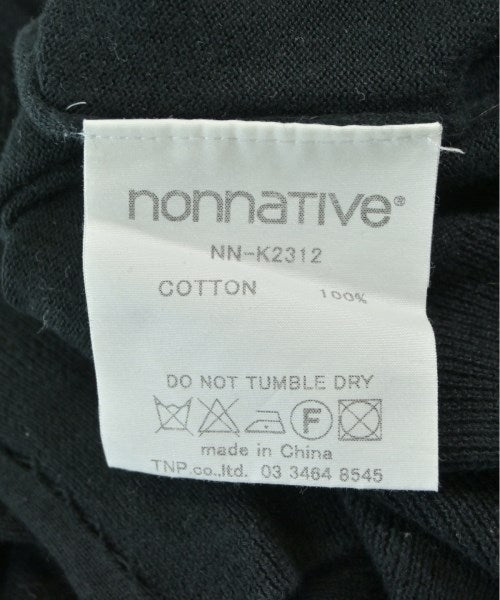 nonnative®
NN-K2312
COTTON 100%
DO NOT TUMBLE DRY
F
made in China
TNP.co.,ltd. 03 3464 8545